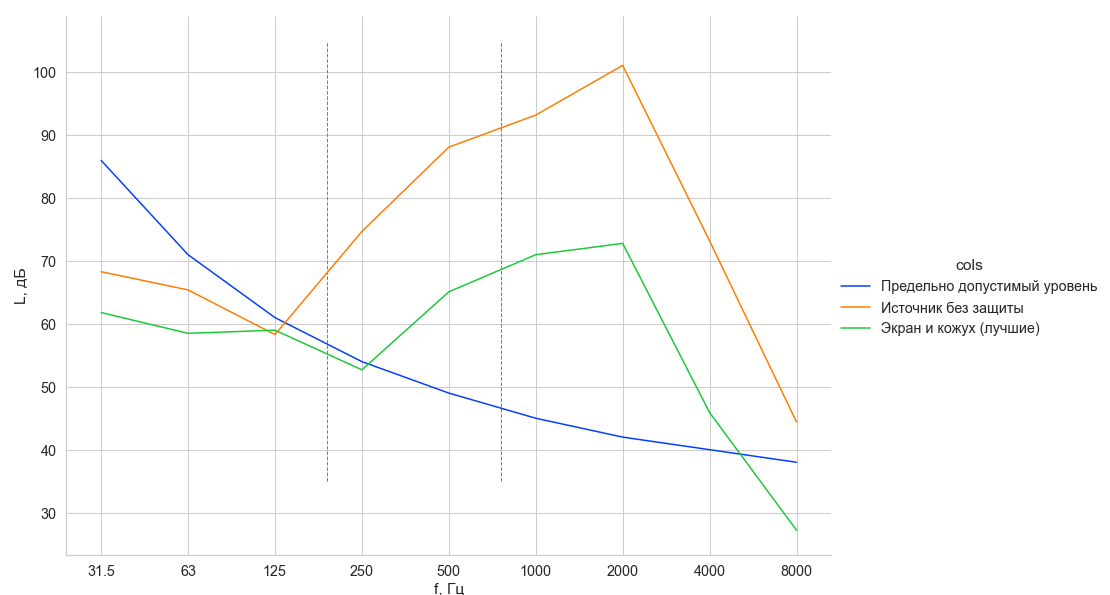 100
90
80
70
60
50
40
30
L, дБ
31.5 63 125 250 500 1000 2000 4000 8000
f, Гц
cols
Предельно допустимый уровень
Источник без защиты
Экран и кожух (лучшие)